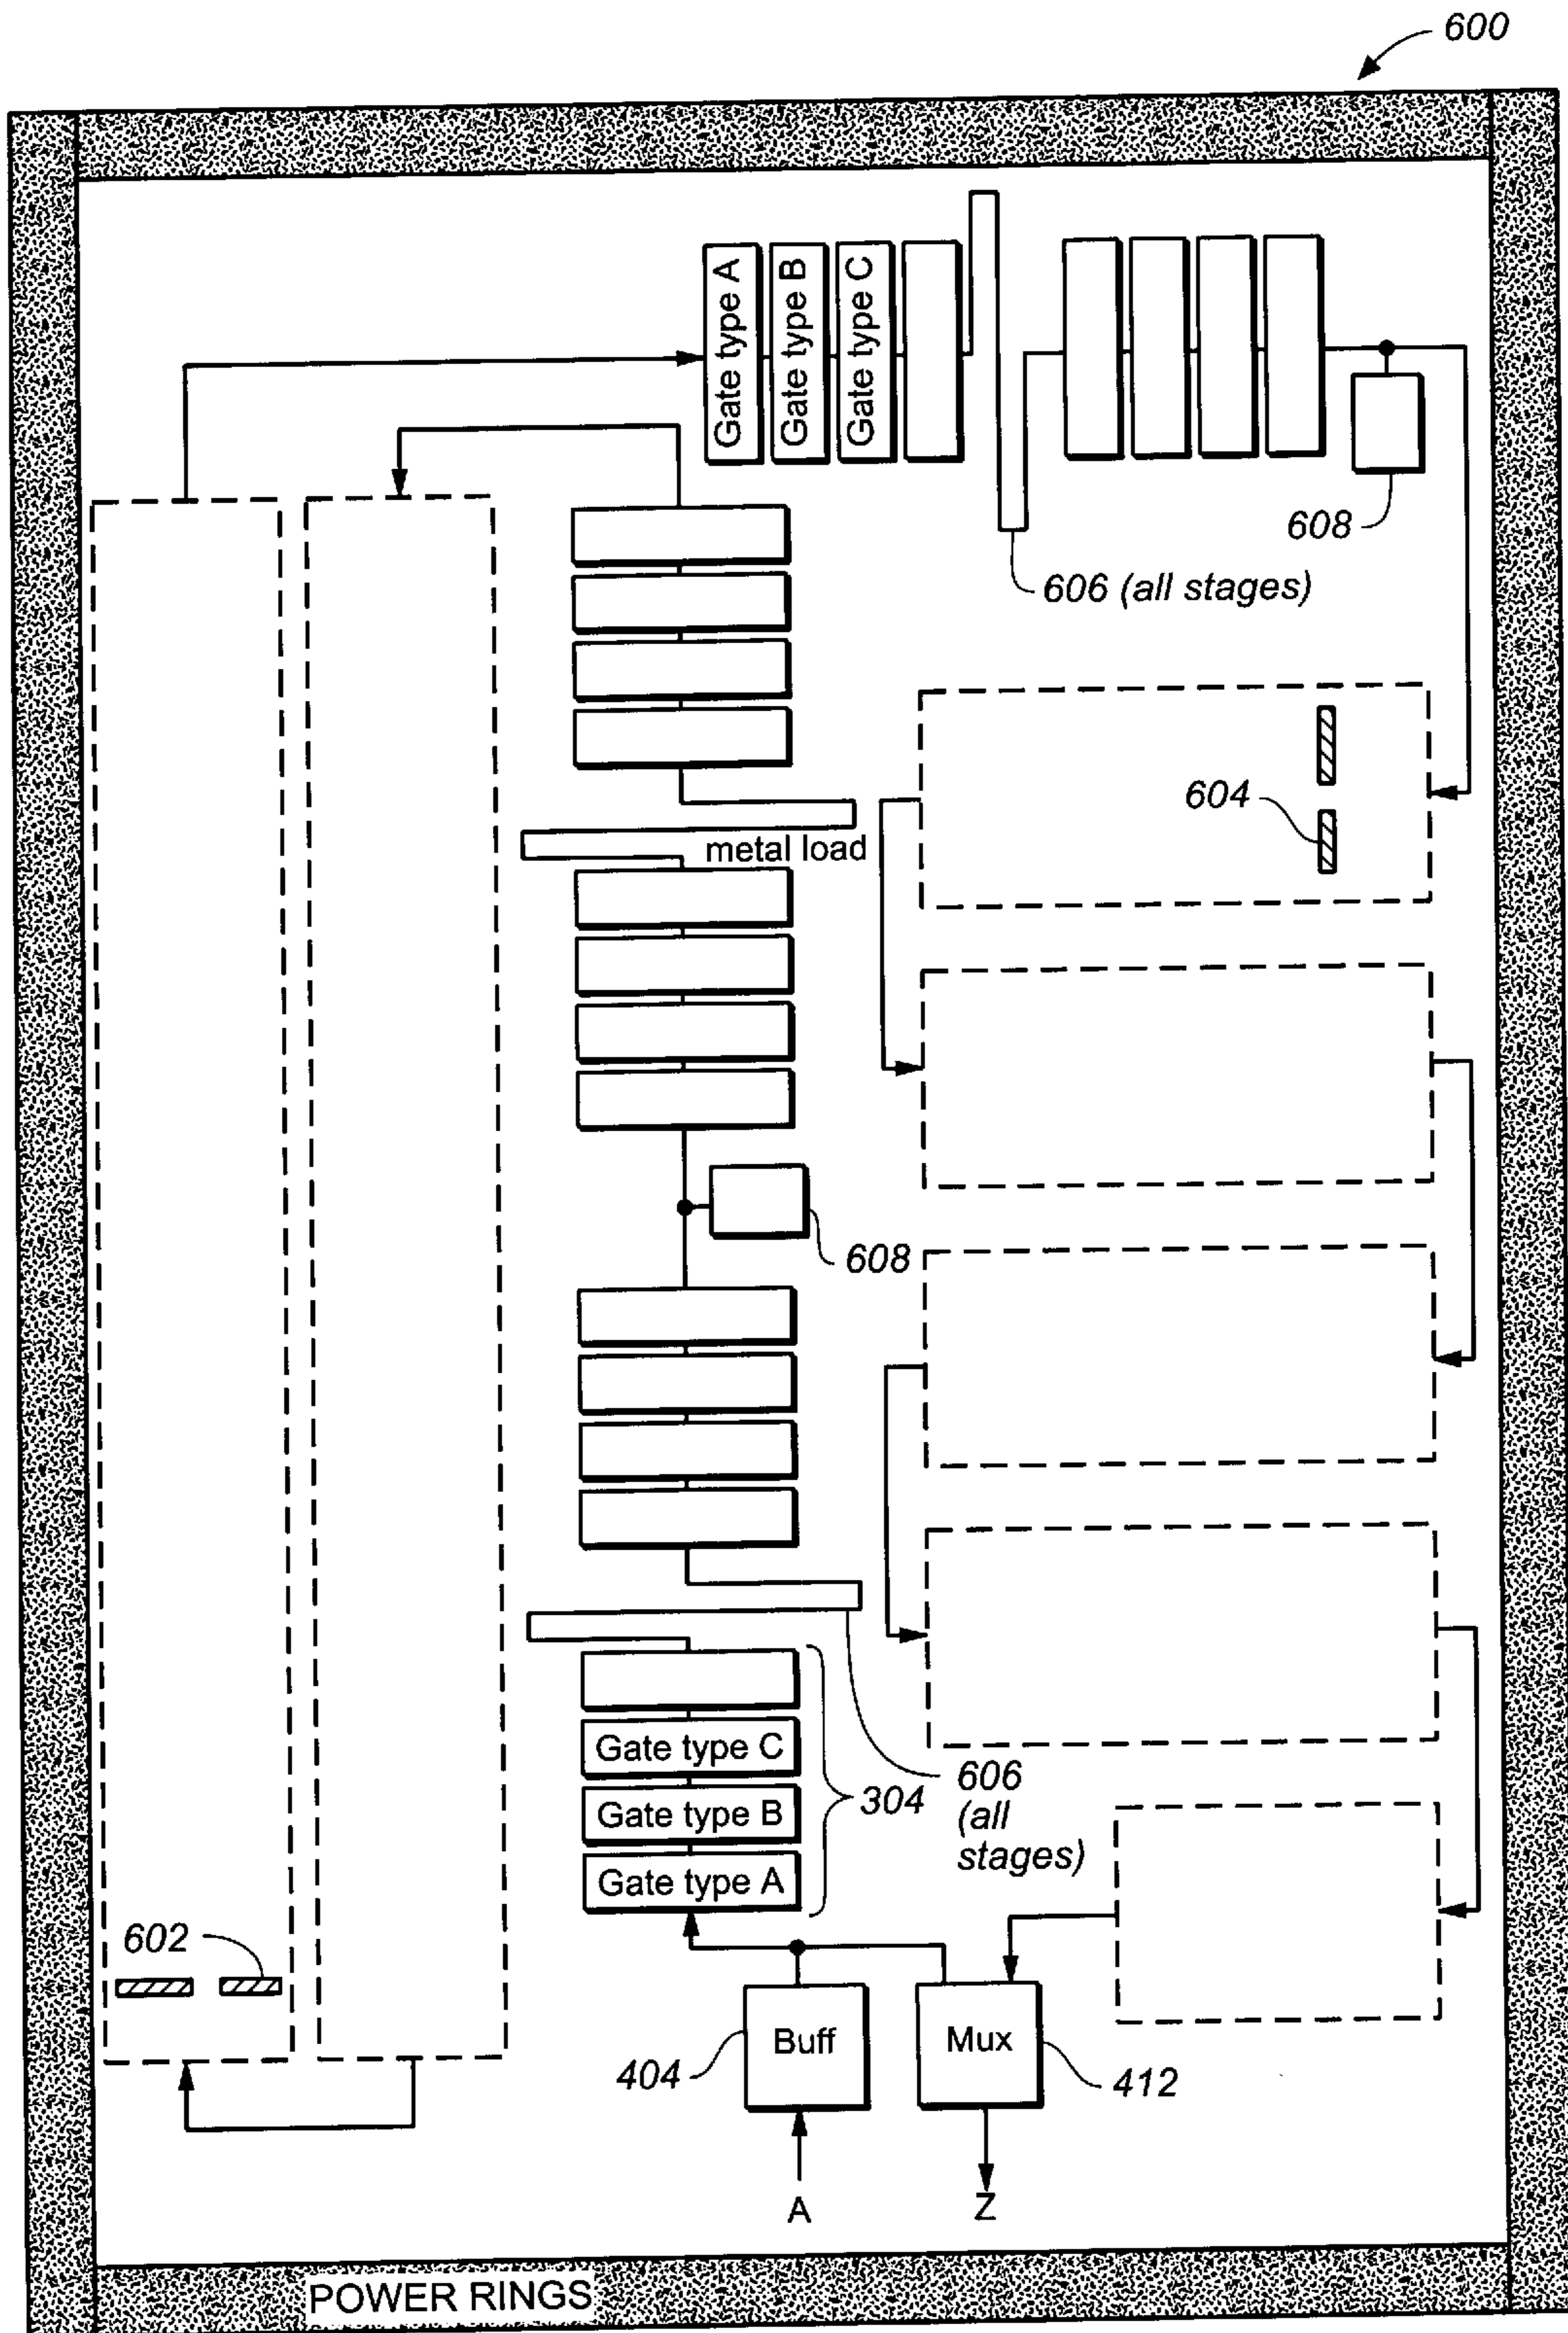 600
Gate type A
Gate type B
Gate type C
608
606 (all stages)
604
metal load
608
Gate type C
Gate type B
Gate type A
304
606
(all
stages)
602
404
Buff
Mux
412
A
Z
POWER RINGS